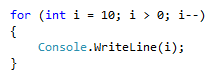 for (int i = 10; i > 0; i--)
{
    Console.WriteLine(i);
}